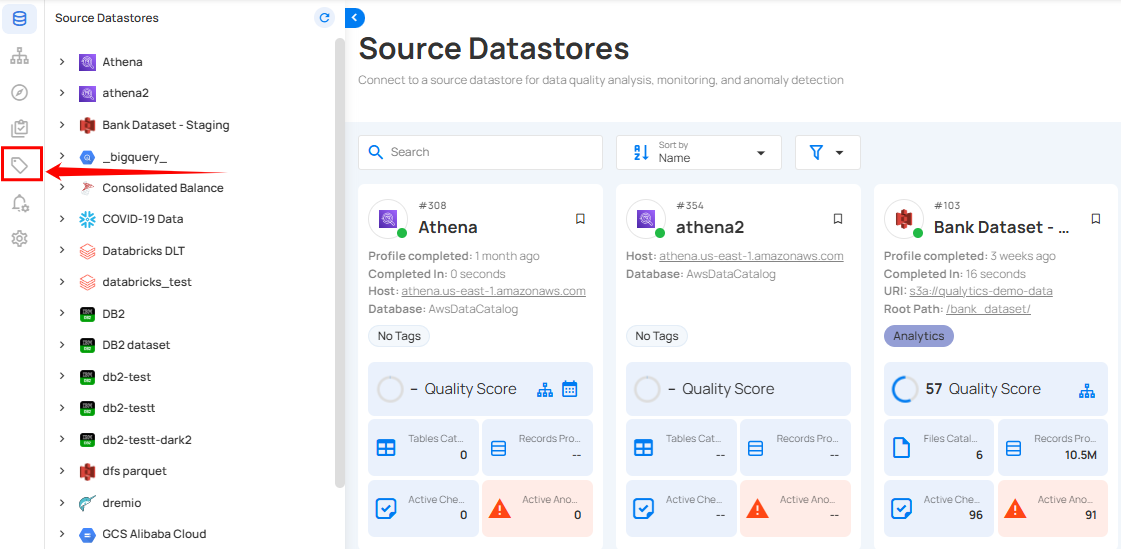 Source Datastores
Athena
athena2
Bank Dataset - Staging
_bigquery_
Consolidated Balance
COVID-19 Data
Databricks DLT
databricks_test
DB2
DB2 dataset
db2-test
db2-testt
db2-testt-dark2
dfs parquet
dremio
GCS Alibaba Cloud
Source Datastores
Connect to a source datastore for data quality analysis, monitoring, and anomaly detection
Search
Sort by
Name
#308
Athena
Profile completed: 1 month ago
Completed In: 0 seconds
Host: athena.us-east-1.amazonaws.com
Database: AwsDataCatalog
No Tags
– Quality Score
Tables Cat...
0
Records Pro...
--
Active Che...
0
Active Ano...
0
#354
athena2
Host: athena.us-east-1.amazonaws.com
Database: AwsDataCatalog
No Tags
– Quality Score
Tables Cat...
--
Records Pro...
--
Active Che...
--
Active Ano...
--
#103
Bank Dataset - ...
Profile completed: 3 weeks ago
Completed In: 16 seconds
URI: s3a://qualytics-demo-data
Root Path: /bank_dataset/
Analytics
57 Quality Score
Files Catal...
6
Records Pro...
10.5M
Active Che...
96
Active Ano...
91